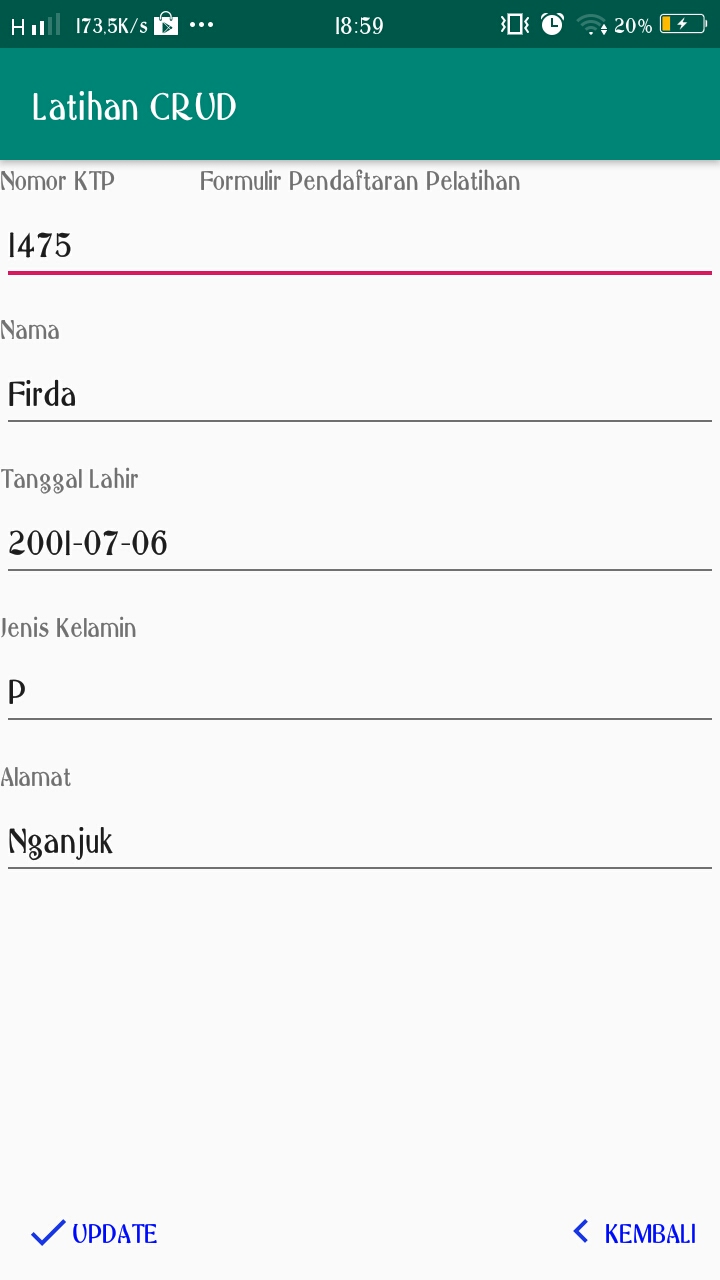 H 173,5K/s ••• 18:59 20%
Latihan CRUD
Nomor KTP Formulir Pendaftaran Pelatihan
1475
Nama
Firda
Tanggal Lahir
2001-07-06
Jenis Kelamin
P
Alamat
Nganjuk
UPDATE KEMBALI